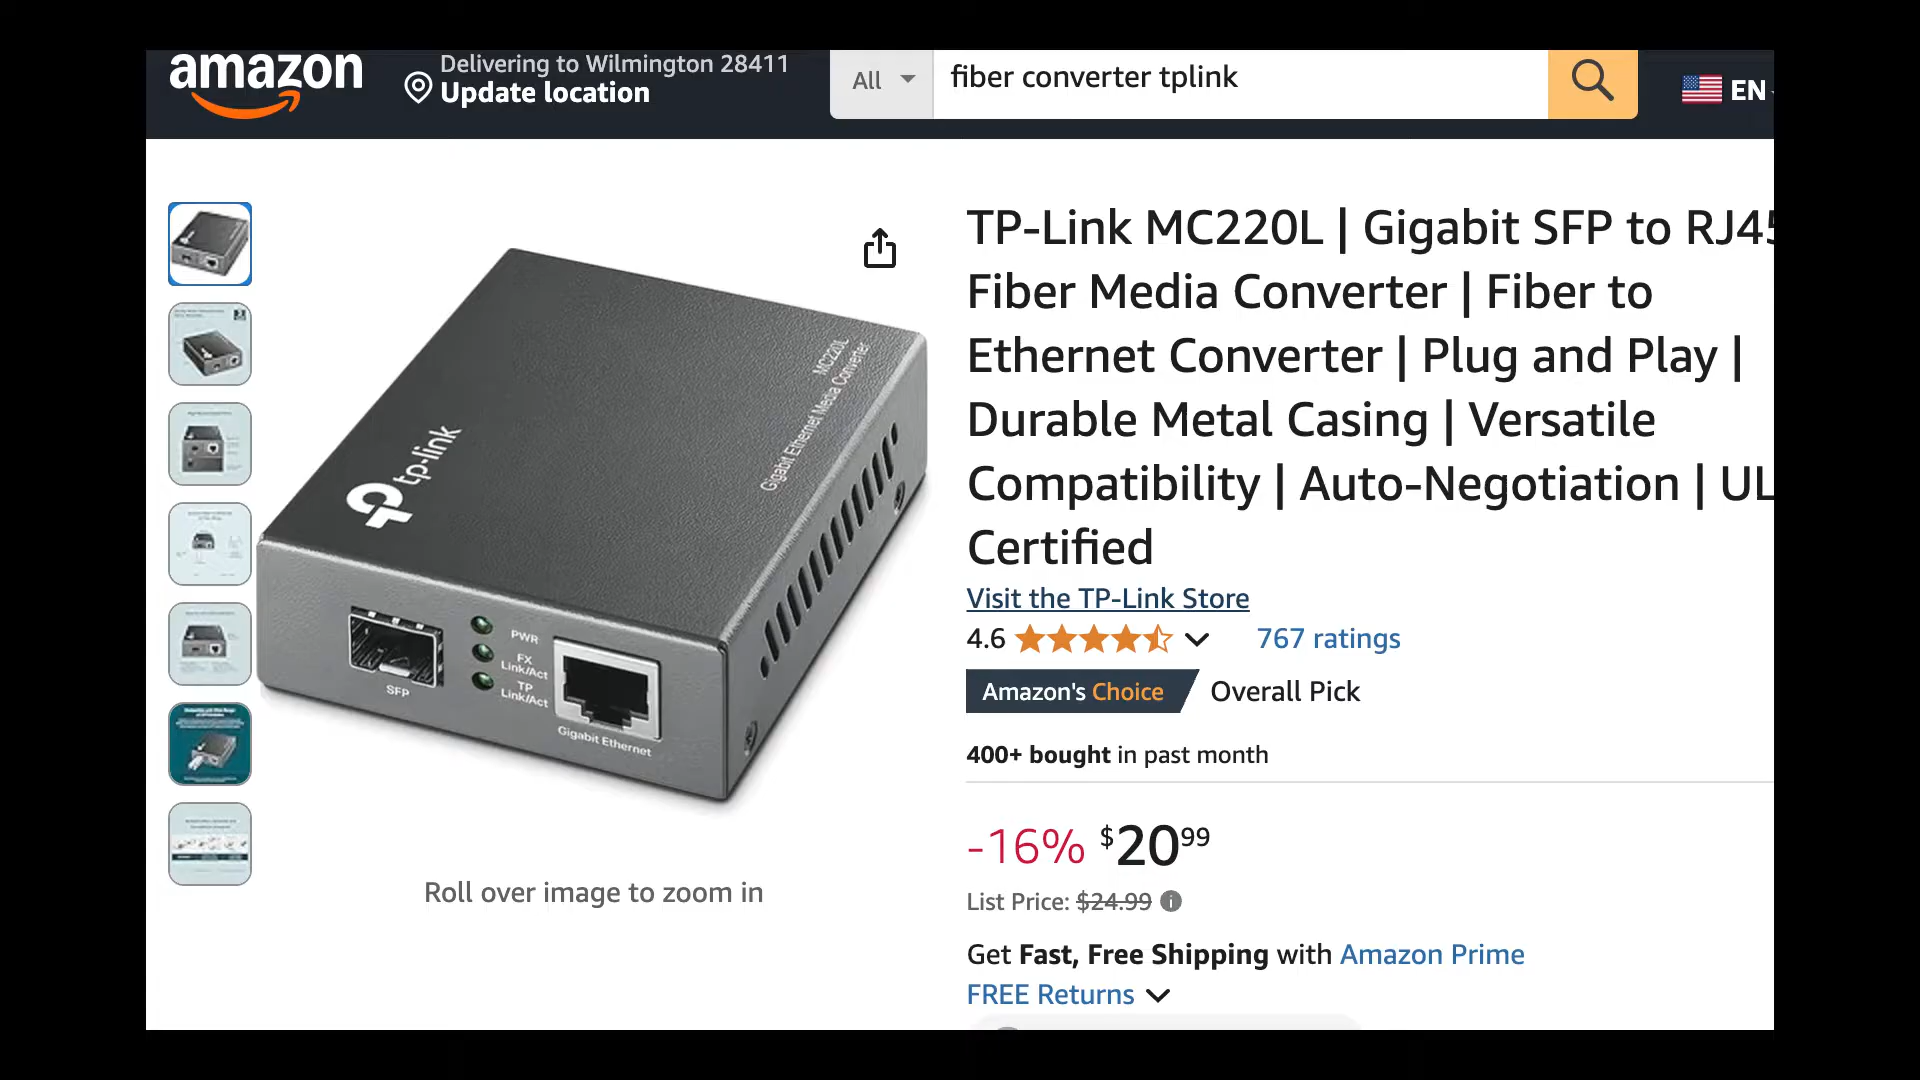 amazon
Delivering to Wilmington 28411
Update location
All
fiber converter tplink
EN
TP-Link MC220L | Gigabit SFP to RJ45
Fiber Media Converter | Fiber to
Ethernet Converter | Plug and Play |
Durable Metal Casing | Versatile
Compatibility | Auto-Negotiation | UL
Certified
Visit the TP-Link Store
4.6
767 ratings
Amazon's Choice
Overall Pick
400+ bought in past month
-16% $20 99
List Price: $24.99
Get Fast, Free Shipping with Amazon Prime
FREE Returns
tp-link
MC220L
Gigabit Ethernet Media Converter
PWR
FX
Link/Act
TP
Link/Act
SFP
Gigabit Ethernet
Roll over image to zoom in